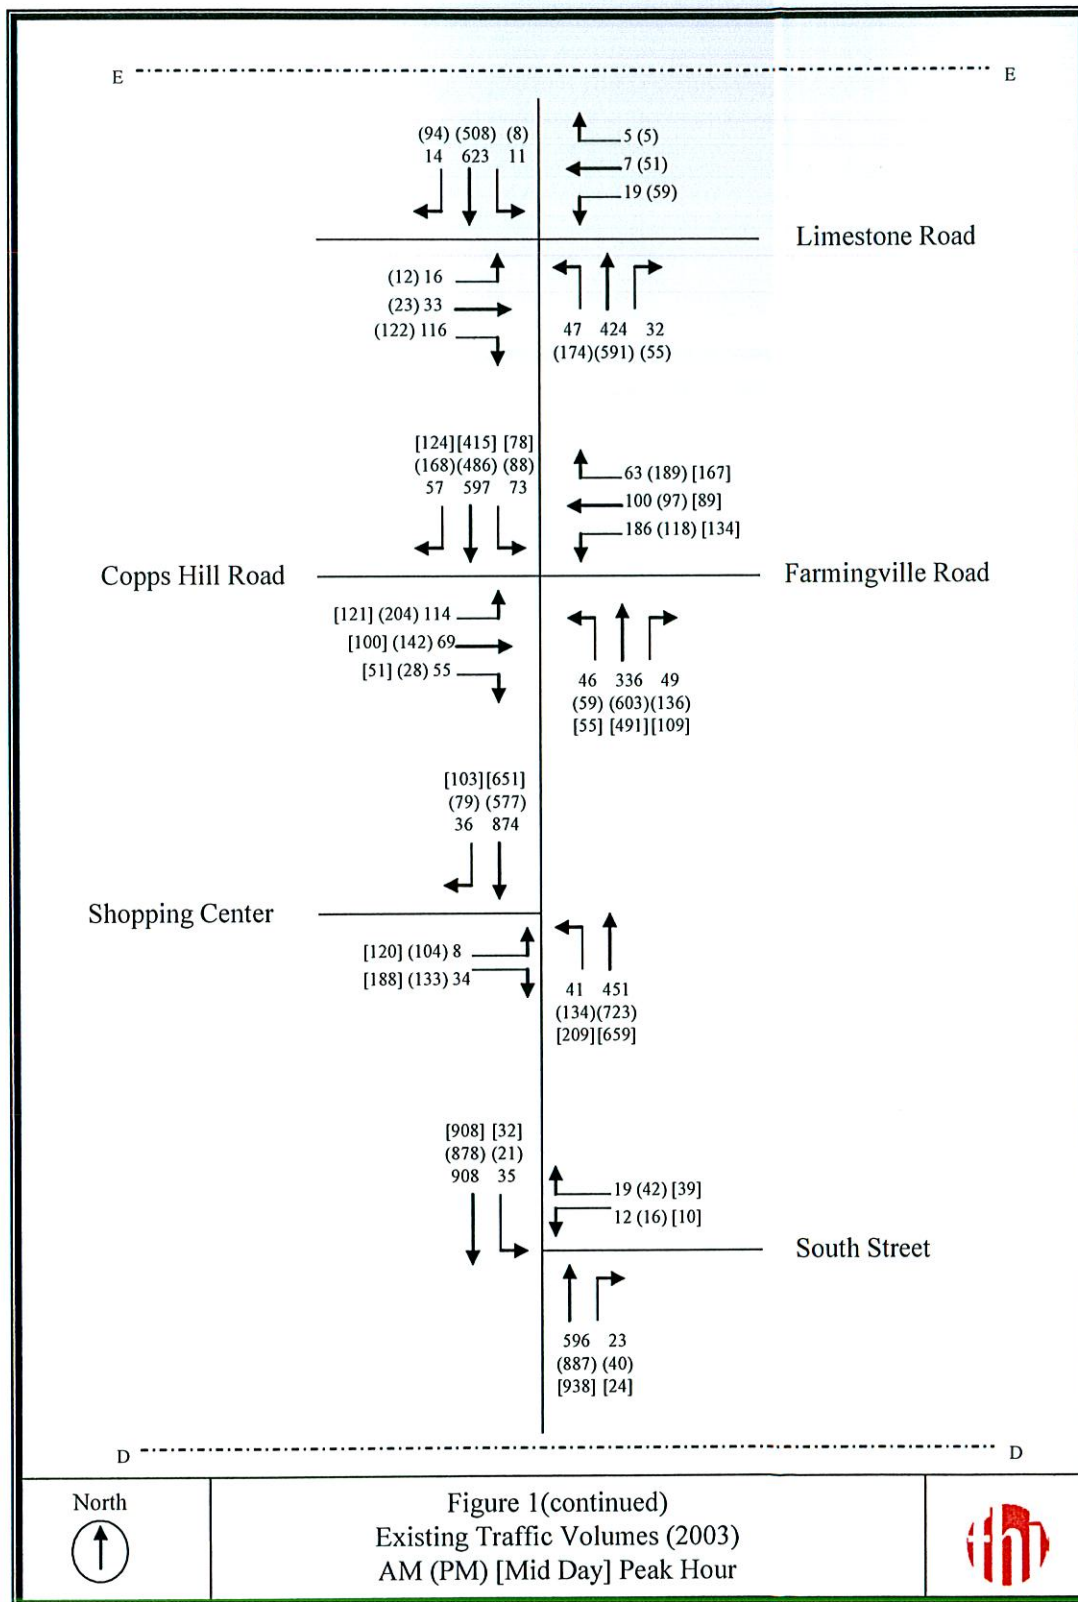 E E
(94) (508) (8)
14 623 11
5 (5)
7 (51)
19 (59)
Limestone Road
(12) 16
(23) 33
(122) 116
47 424 32
(174)(591) (55)
[124][415] [78]
(168)(486) (88)
57 597 73
63 (189) [167]
100 (97) [89]
186 (118) [134]
Copps Hill Road
Farmingville Road
[121] (204) 114
[100] (142) 69
[51] (28) 55
46 336 49
(59) (603)(136)
[55] [491][109]
[103][651]
(79) (577)
36 874
Shopping Center
[120] (104) 8
[188] (133) 34
41 451
(134)(723)
[209][659]
[908] [32]
(878) (21)
908 35
19 (42) [39]
12 (16) [10]
South Street
596 23
(887) (40)
[938] [24]
D D
North
Figure 1(continued)
Existing Traffic Volumes (2003)
AM (PM) [Mid Day] Peak Hour
fhi